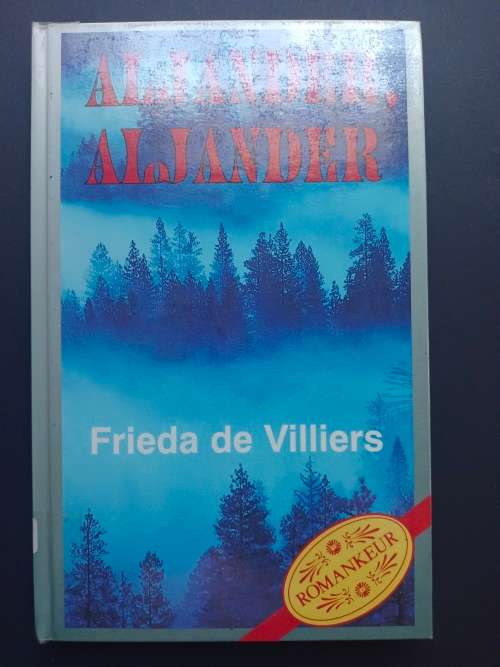 ALJANDER,
ALJANDER
Frieda de Villiers
ROMANKEUR